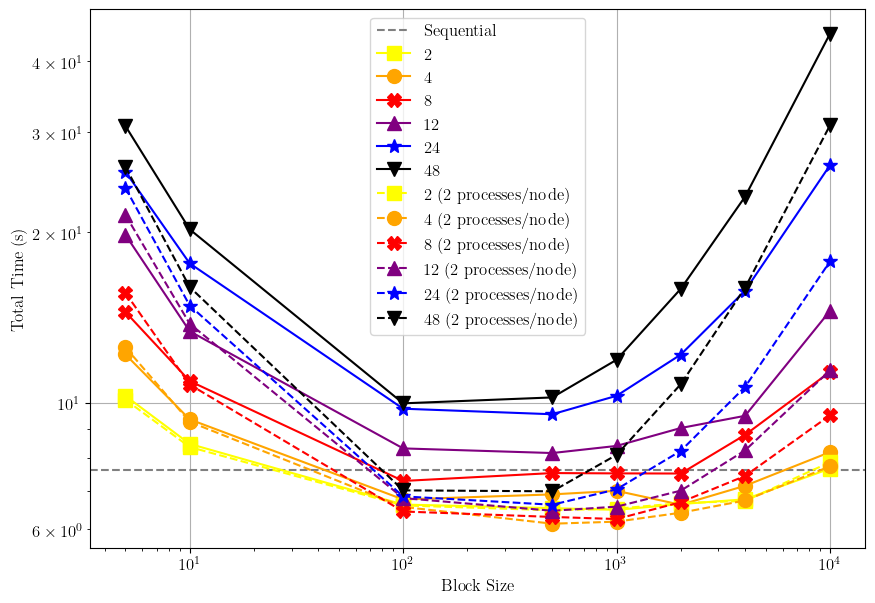 Sequential
2
4
8
12
24
48
2 (2 processes/node)
4 (2 processes/node)
8 (2 processes/node)
12 (2 processes/node)
24 (2 processes/node)
48 (2 processes/node)
4 × 10¹
3 × 10¹
2 × 10¹
10¹
6 × 10⁰
Total Time (s)
10¹ 10² 10³ 10⁴
Block Size